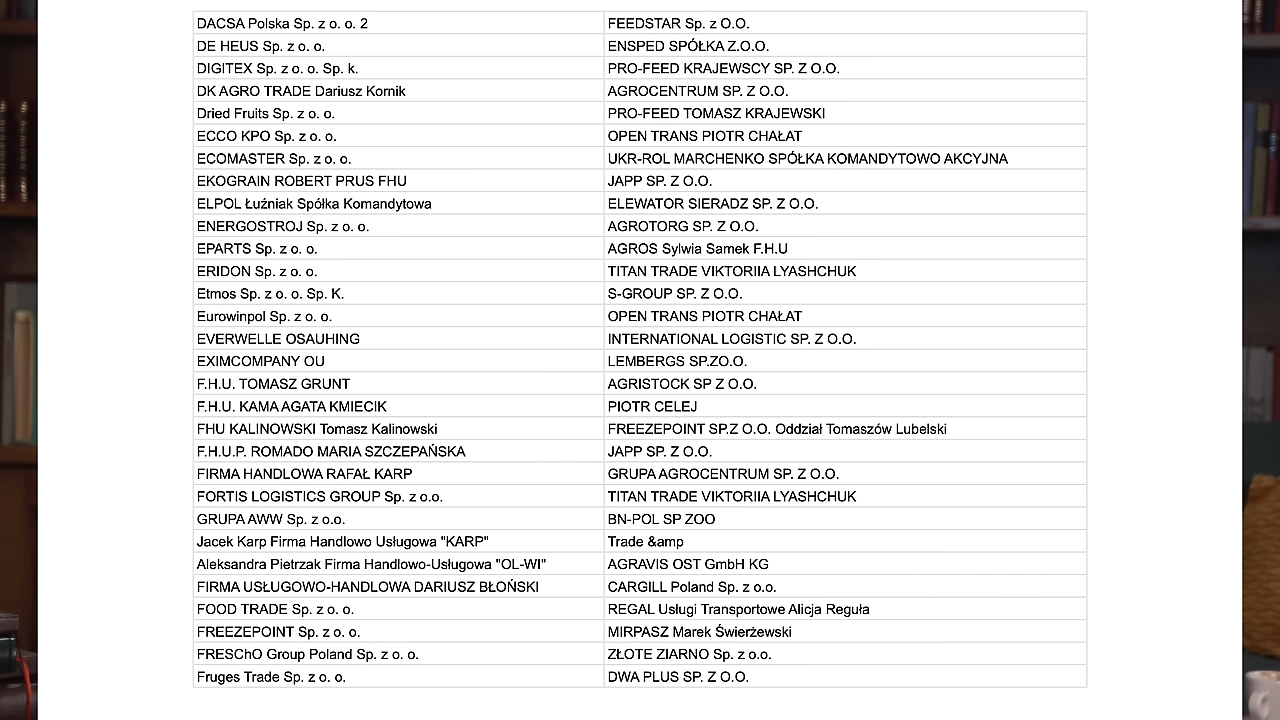 DACSA Polska Sp. z o. o. 2 FEEDSTAR Sp. z O.O.
DE HEUS Sp. z o. o. ENSPED SPÓŁKA Z.O.O.
DIGITEX Sp. z o. o. Sp. k. PRO-FEED KRAJEWSCY SP. Z O.O.
DK AGRO TRADE Dariusz Kornik AGROCENTRUM SP. Z O.O.
Dried Fruits Sp. z o. o. PRO-FEED TOMASZ KRAJEWSKI
ECCO KPO Sp. z o. o. OPEN TRANS PIOTR CHAŁAT
ECOMASTER Sp. z o. o. UKR-ROL MARCHENKO SPÓŁKA KOMANDYTOWO AKCYJNA
EKOGRAIN ROBERT PRUS FHU JAPP SP. Z O.O.
ELPOL Łuźniak Spółka Komandytowa ELEWATOR SIERADZ SP. Z O.O.
ENERGOSTROJ Sp. z o. o. AGROTORG SP. Z O.O.
EPARTS Sp. z o. o. AGROS Sylwia Samek F.H.U
ERIDON Sp. z o. o. TITAN TRADE VIKTORIIA LYASHCHUK
Etmos Sp. z o. o. Sp. K. S-GROUP SP. Z O.O.
Eurowinpol Sp. z o. o. OPEN TRANS PIOTR CHAŁAT
EVERWELLE OSAUHING INTERNATIONAL LOGISTIC SP. Z O.O.
EXIMCOMPANY OU LEMBERGS SP.ZO.O.
F.H.U. TOMASZ GRUNT AGRISTOCK SP Z O.O.
F.H.U. KAMA AGATA KMIECIK PIOTR CELEJ
FHU KALINOWSKI Tomasz Kalinowski FREEZEPOINT SP.Z O.O. Oddział Tomaszów Lubelski
F.H.U.P. ROMADO MARIA SZCZEPAŃSKA JAPP SP. Z O.O.
FIRMA HANDLOWA RAFAŁ KARP GRUPA AGROCENTRUM SP. Z O.O.
FORTIS LOGISTICS GROUP Sp. z o.o. TITAN TRADE VIKTORIIA LYASHCHUK
GRUPA AWW Sp. z o.o. BN-POL SP ZOO
Jacek Karp Firma Handlowo Usługowa "KARP" Trade &amp
Aleksandra Pietrzak Firma Handlowo-Usługowa "OL-WI" AGRAVIS OST GmbH KG
FIRMA USŁUGOWO-HANDLOWA DARIUSZ BŁOŃSKI CARGILL Poland Sp. z o.o.
FOOD TRADE Sp. z o. o. REGAL Usługi Transportowe Alicja Reguła
FREEZEPOINT Sp. z o. o. MIRPASZ Marek Świerżewski
FRESChO Group Poland Sp. z o. o. ZŁOTE ZIARNO Sp. z o.o.
Fruges Trade Sp. z o. o. DWA PLUS SP. Z O.O.